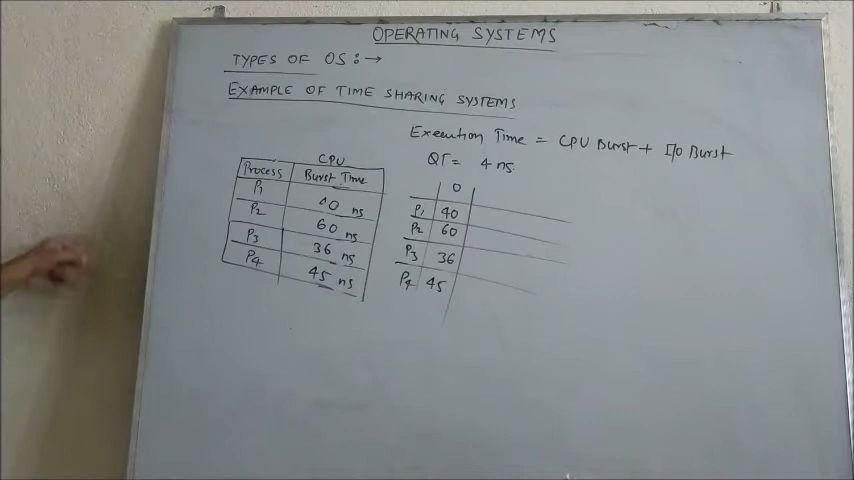 OPERATING SYSTEMS
TYPES OF OS:→
EXAMPLE OF TIME SHARING SYSTEMS
Execution Time = CPU Burst + I/O Burst
QT = 4 ns.
CPU
Process Burst Time
P1 40 ns
P2 60 ns
P3 36 ns
P4 45 ns
0
P1 40
P2 60
P3 36
P4 45